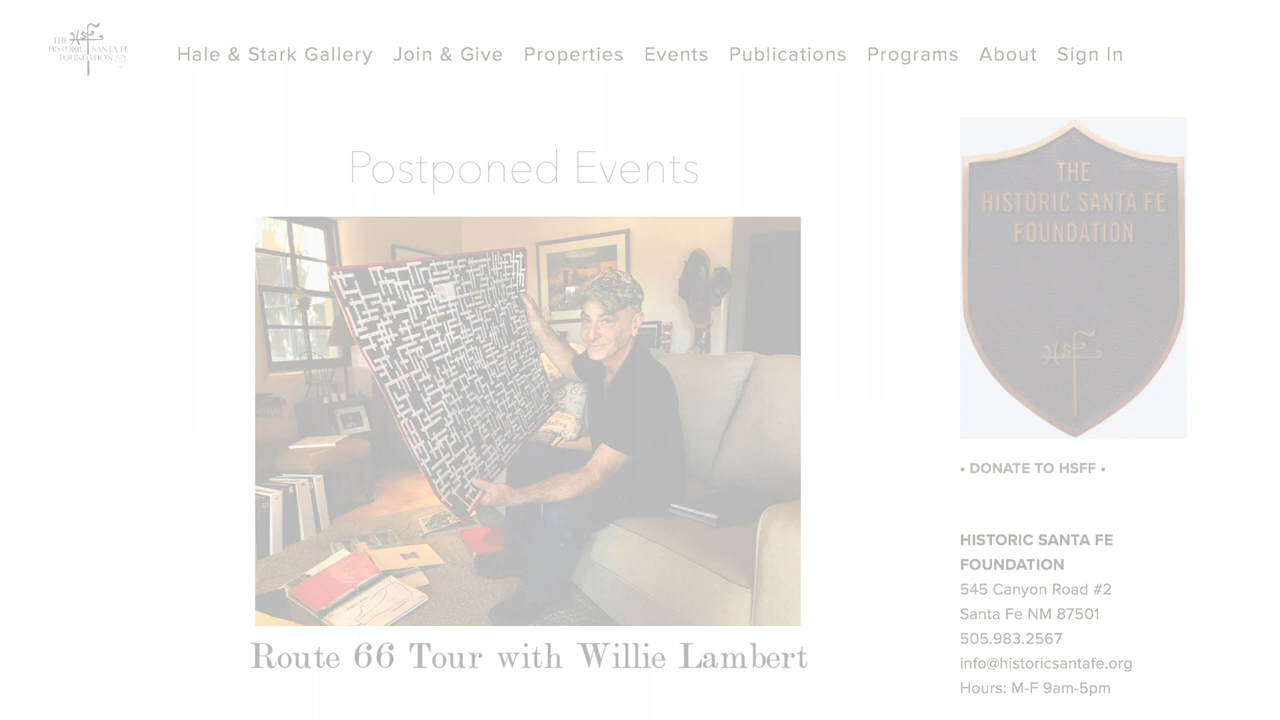 THE
HISTORIC SANTA FE
FOUNDATION
Hale & Stark Gallery Join & Give Properties Events Publications Programs About Sign In
Postponed Events
THE
HISTORIC SANTA FE
FOUNDATION
HSF
• DONATE TO HSFF •
HISTORIC SANTA FE
FOUNDATION
545 Canyon Road #2
Santa Fe NM 87501
505.983.2567
info@historicsantafe.org
Hours: M-F 9am-5pm
Route 66 Tour with Willie Lambert